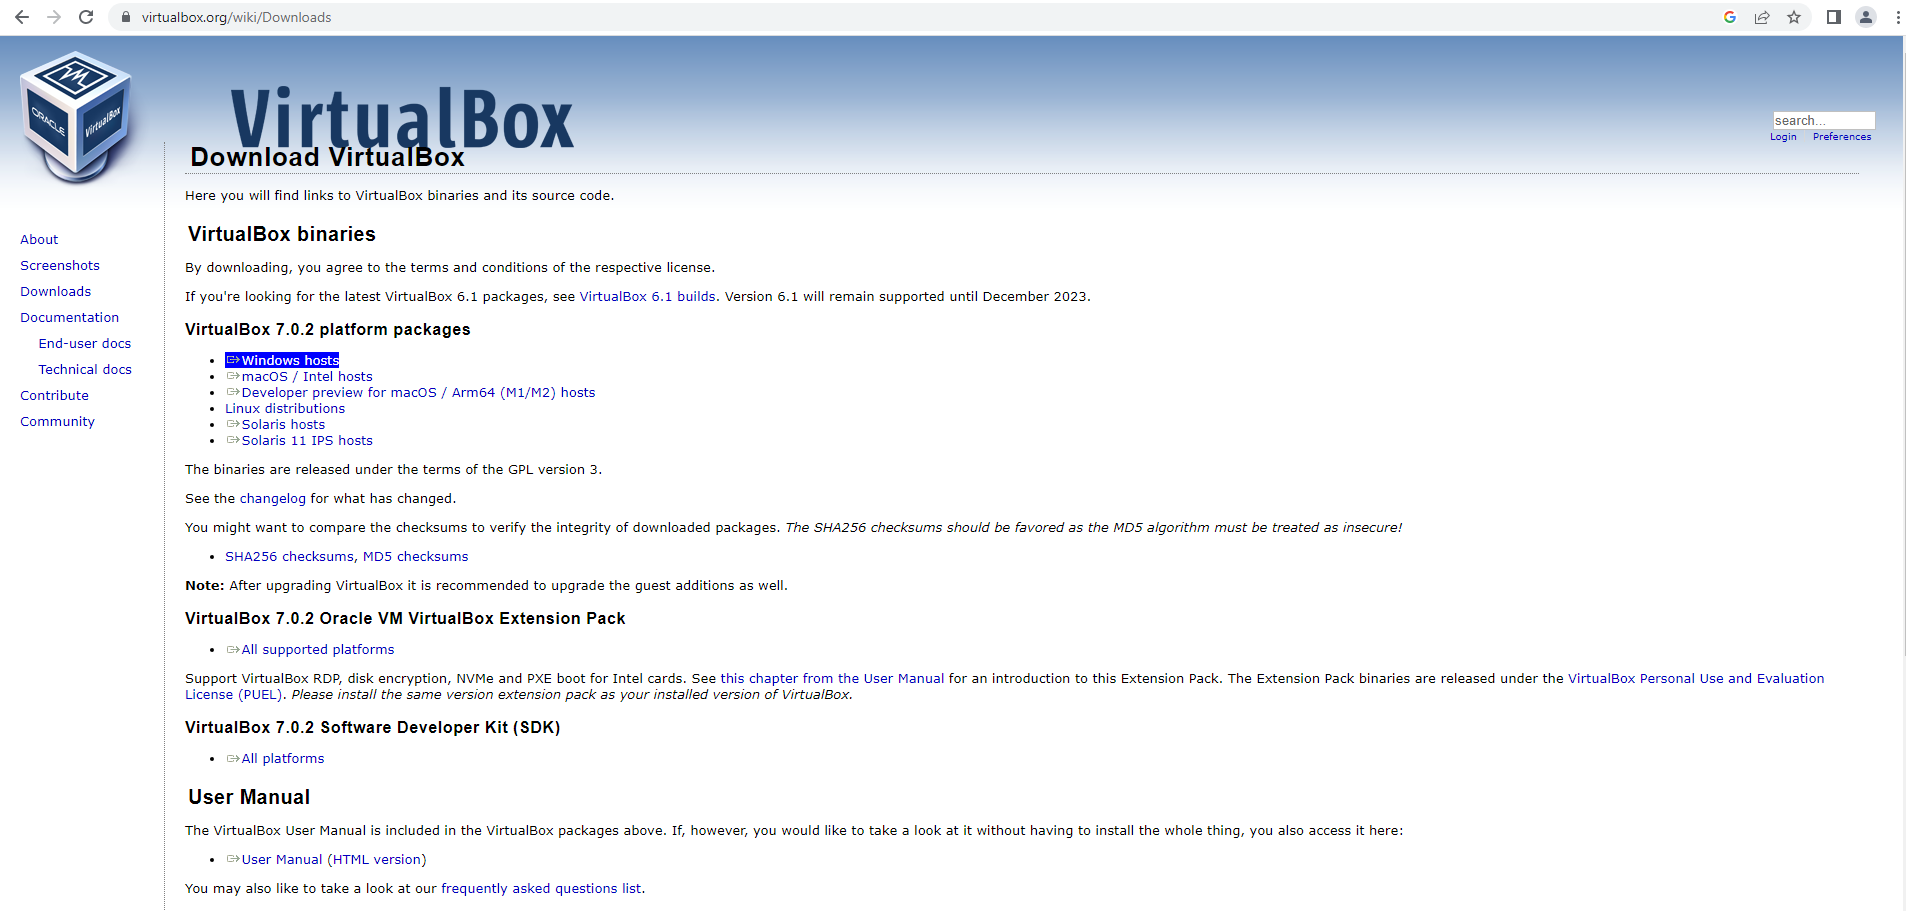 virtualbox.org/wiki/Downloads
ORACLE
VirtualBox
VirtualBox
search...
Login Preferences
Download VirtualBox
Here you will find links to VirtualBox binaries and its source code.
About
Screenshots
Downloads
Documentation
End-user docs
Technical docs
Contribute
Community
VirtualBox binaries
By downloading, you agree to the terms and conditions of the respective license.
If you're looking for the latest VirtualBox 6.1 packages, see VirtualBox 6.1 builds. Version 6.1 will remain supported until December 2023.
VirtualBox 7.0.2 platform packages
Windows hosts
macOS / Intel hosts
Developer preview for macOS / Arm64 (M1/M2) hosts
Linux distributions
Solaris hosts
Solaris 11 IPS hosts
The binaries are released under the terms of the GPL version 3.
See the changelog for what has changed.
You might want to compare the checksums to verify the integrity of downloaded packages. The SHA256 checksums should be favored as the MD5 algorithm must be treated as insecure!
SHA256 checksums, MD5 checksums
Note: After upgrading VirtualBox it is recommended to upgrade the guest additions as well.
VirtualBox 7.0.2 Oracle VM VirtualBox Extension Pack
All supported platforms
Support VirtualBox RDP, disk encryption, NVMe and PXE boot for Intel cards. See this chapter from the User Manual for an introduction to this Extension Pack. The Extension Pack binaries are released under the VirtualBox Personal Use and Evaluation
License (PUEL). Please install the same version extension pack as your installed version of VirtualBox.
VirtualBox 7.0.2 Software Developer Kit (SDK)
All platforms
User Manual
The VirtualBox User Manual is included in the VirtualBox packages above. If, however, you would like to take a look at it without having to install the whole thing, you also access it here:
User Manual (HTML version)
You may also like to take a look at our frequently asked questions list.